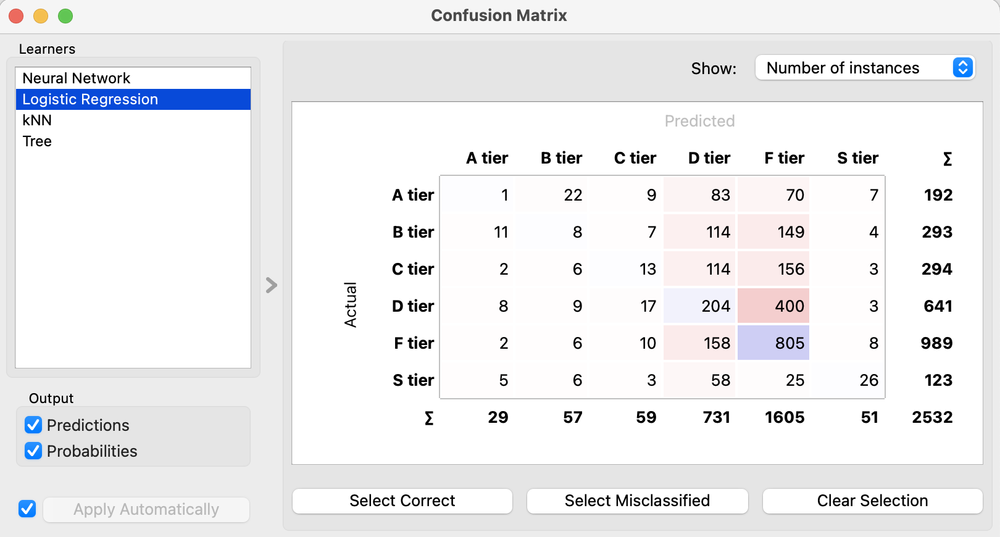 Confusion Matrix
Learners
Neural Network
Logistic Regression
kNN
Tree
Output
Predictions
Probabilities
Apply Automatically
Show: Number of instances
Predicted
A tier B tier C tier D tier F tier S tier Σ
Actual
A tier 1 22 9 83 70 7 192
B tier 11 8 7 114 149 4 293
C tier 2 6 13 114 156 3 294
D tier 8 9 17 204 400 3 641
F tier 2 6 10 158 805 8 989
S tier 5 6 3 58 25 26 123
Σ 29 57 59 731 1605 51 2532
Select Correct Select Misclassified Clear Selection